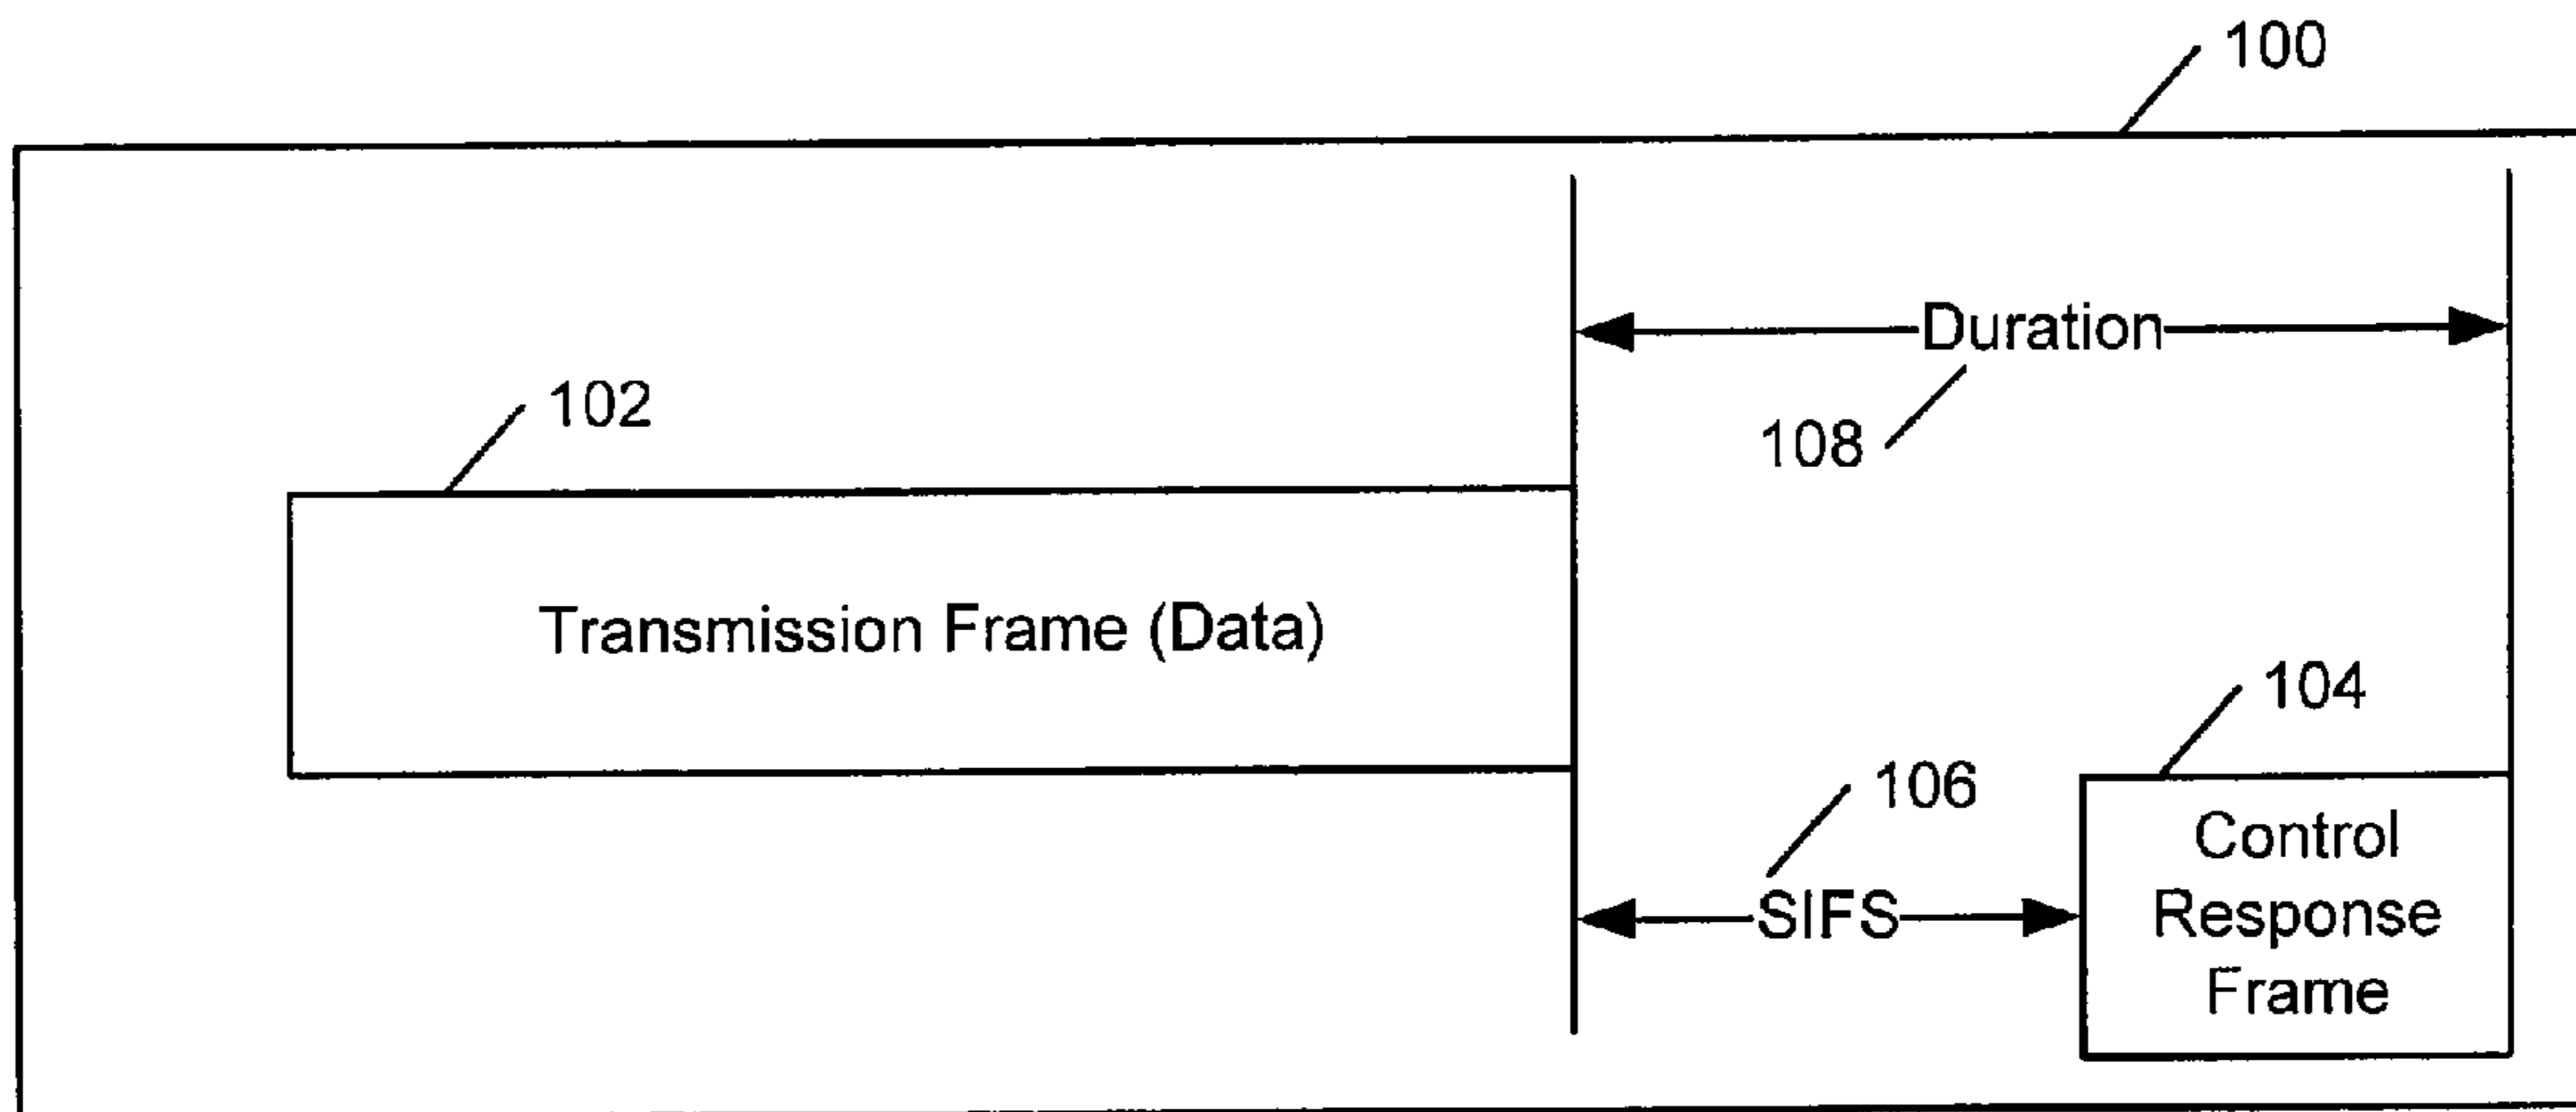 100
Duration
102
108
Transmission Frame (Data)
104
106
Control
SIFS
Response
Frame